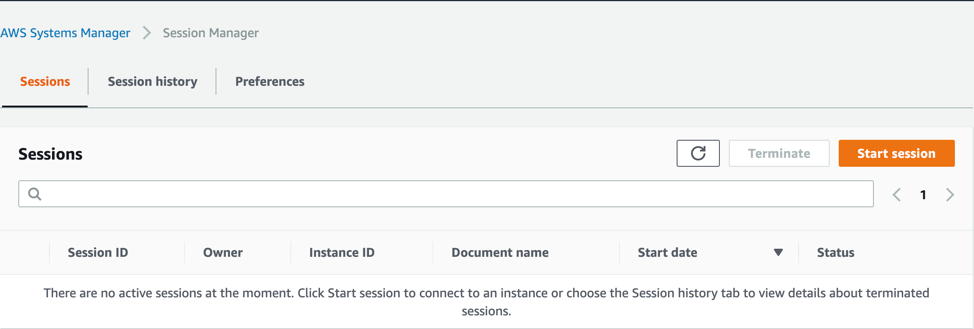 AWS Systems Manager > Session Manager
Sessions Session history Preferences
Sessions Terminate Start session
1
Session ID Owner Instance ID Document name Start date Status
There are no active sessions at the moment. Click Start session to connect to an instance or choose the Session history tab to view details about terminated
sessions.